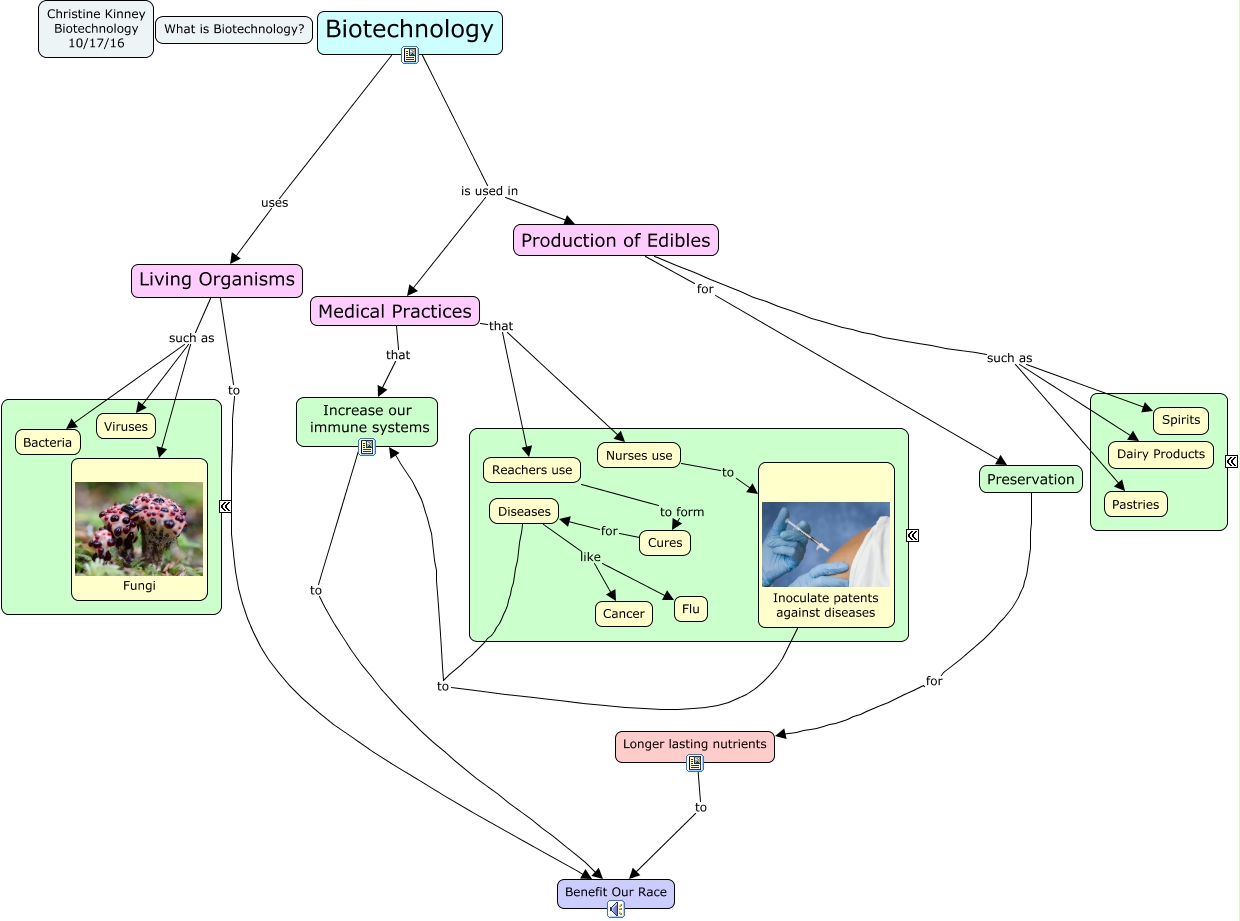 Christine Kinney
Biotechnology
10/17/16
What is Biotechnology?
Biotechnology
uses
is used in
Production of Edibles
Living Organisms
Medical Practices
for
such as
that
that
such as
to
Increase our
immune systems
Bacteria
Viruses
Fungi
Reachers use
Nurses use
to
to form
Diseases
for
Cures
like
Cancer
Flu
Inoculate patents
against diseases
Preservation
Spirits
Dairy Products
Pastries
to
to
for
Longer lasting nutrients
to
Benefit Our Race